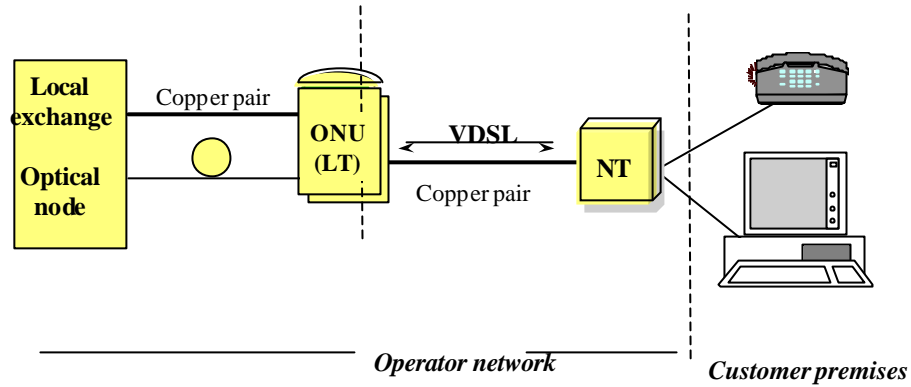 Local
exchange
Optical
node
Copper pair
ONU
(LT)
VDSL
Copper pair
NT
Operator network
Customer premises